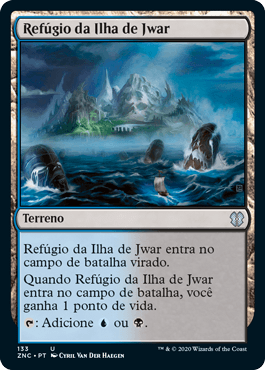 Refúgio da Ilha de Jwar
Terreno
Refúgio da Ilha de Jwar entra no
campo de batalha virado.
Quando Refúgio da Ilha de Jwar entra
no campo de batalha, você
ganha 1 ponto de vida.
: Adicione ou .
133 U
ZNC • PT Cyril Van Der Haegen
™ & © 2020 Wizards of the Coast